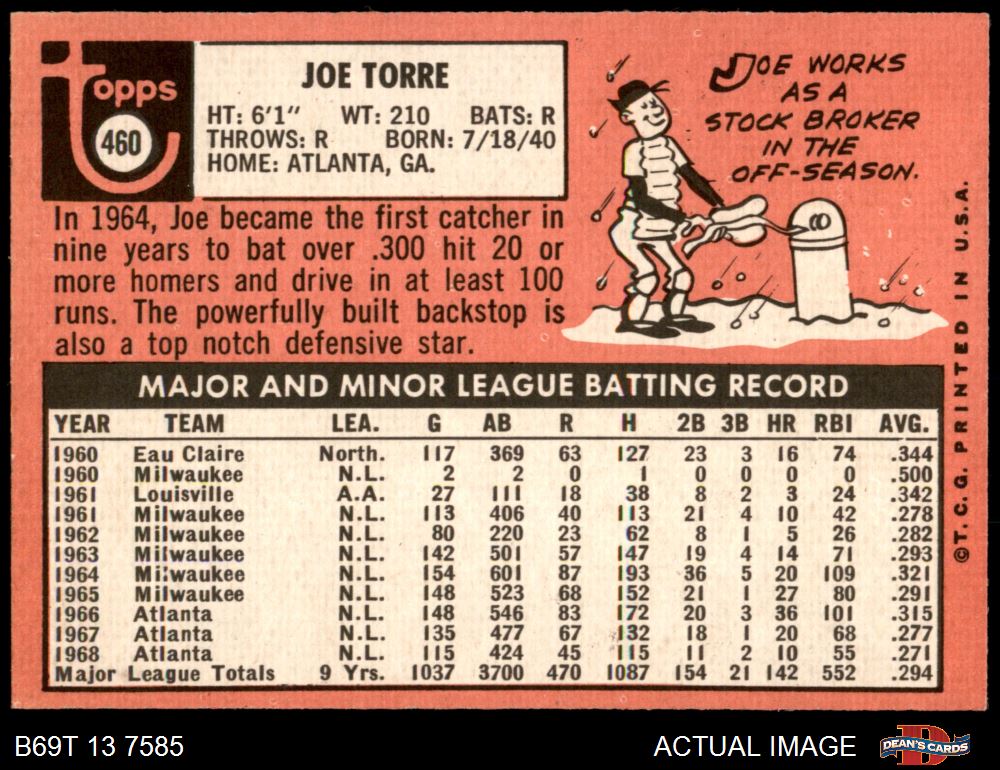 Topps
460
JOE TORRE
HT: 6'1" WT: 210 BATS: R
THROWS: R BORN: 7/18/40
HOME: ATLANTA, GA.
JOE WORKS
AS A
STOCK BROKER
IN THE
OFF-SEASON.
In 1964, Joe became the first catcher in
nine years to bat over .300 hit 20 or
more homers and drive in at least 100
runs. The powerfully built backstop is
also a top notch defensive star.
MAJOR AND MINOR LEAGUE BATTING RECORD
YEAR TEAM LEA. G AB R H 2B 3B HR RBI AVG.
1960 Eau Claire North. 117 369 63 127 23 3 16 74 .344
1960 Milwaukee N.L. 2 2 0 1 0 0 0 0 .500
1961 Louisville A.A. 27 111 18 38 8 2 3 24 .342
1961 Milwaukee N.L. 113 406 40 113 21 4 10 42 .278
1962 Milwaukee N.L. 80 220 23 62 8 1 5 26 .282
1963 Milwaukee N.L. 142 501 57 147 19 4 14 71 .293
1964 Milwaukee N.L. 154 601 87 193 36 5 20 109 .321
1965 Milwaukee N.L. 148 523 68 152 21 1 27 80 .291
1966 Atlanta N.L. 148 546 83 172 20 3 36 101 .315
1967 Atlanta N.L. 135 477 67 132 18 1 20 68 .277
1968 Atlanta N.L. 115 424 45 115 11 2 10 55 .271
Major League Totals 9 Yrs. 1037 3700 470 1087 154 21 142 552 .294
©T.C.G. PRINTED IN U.S.A.
B69T 13 7585
ACTUAL IMAGE
D
DEAN'S CARDS